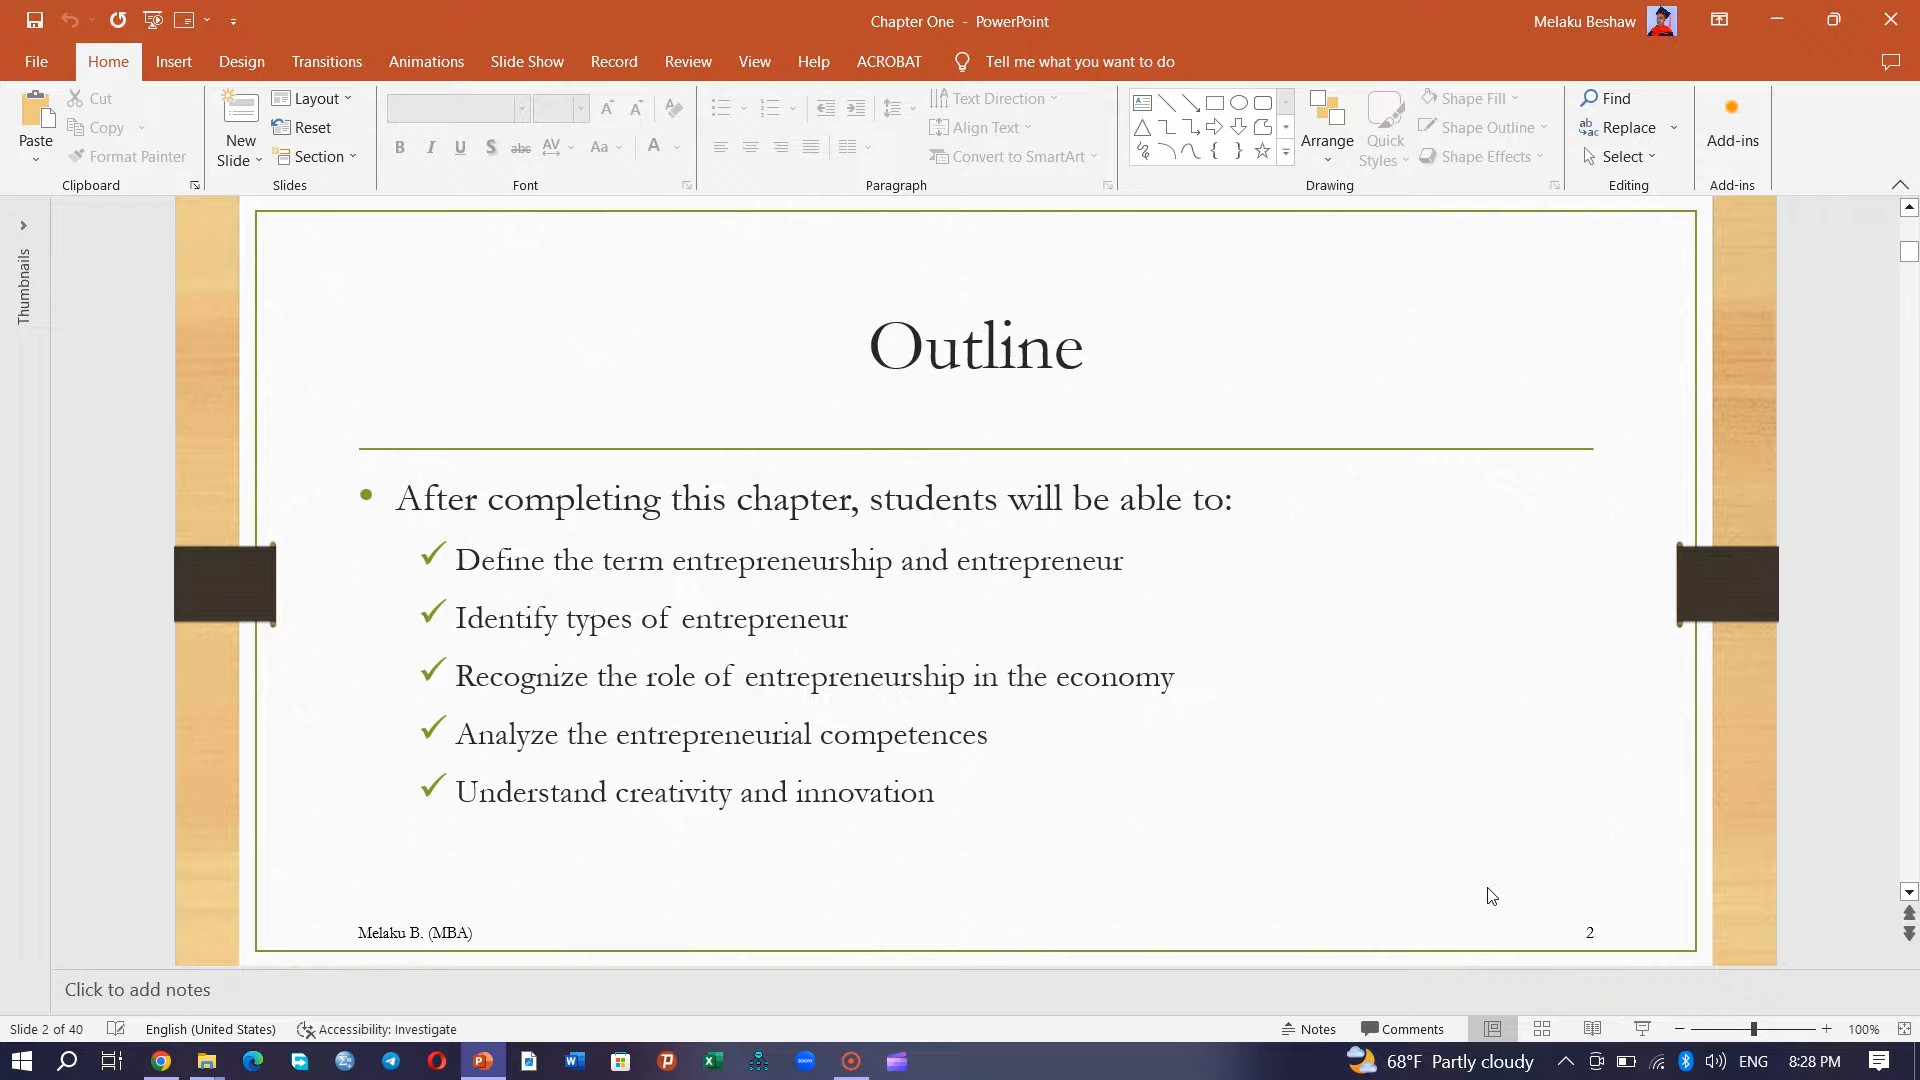 Chapter One - PowerPoint
Melaku Beshaw
File Home Insert Design Transitions Animations Slide Show Record Review View Help ACROBAT Tell me what you want to do
Paste
Cut
Copy
Format Painter
Clipboard
New Slide
Layout
Reset
Section
Slides
B I U S abc AV Aa A
Font
Text Direction
Align Text
Convert to SmartArt
Paragraph
Arrange
Quick Styles
Shape Fill
Shape Outline
Shape Effects
Drawing
Find
Replace
Select
Editing
Add-ins
Add-ins
Thumbnails
Outline
After completing this chapter, students will be able to:
Define the term entrepreneurship and entrepreneur
Identify types of entrepreneur
Recognize the role of entrepreneurship in the economy
Analyze the entrepreneurial competences
Understand creativity and innovation
Melaku B. (MBA)
2
Click to add notes
Slide 2 of 40 English (United States) Accessibility: Investigate Notes Comments 100%
68°F Partly cloudy ENG 8:28 PM